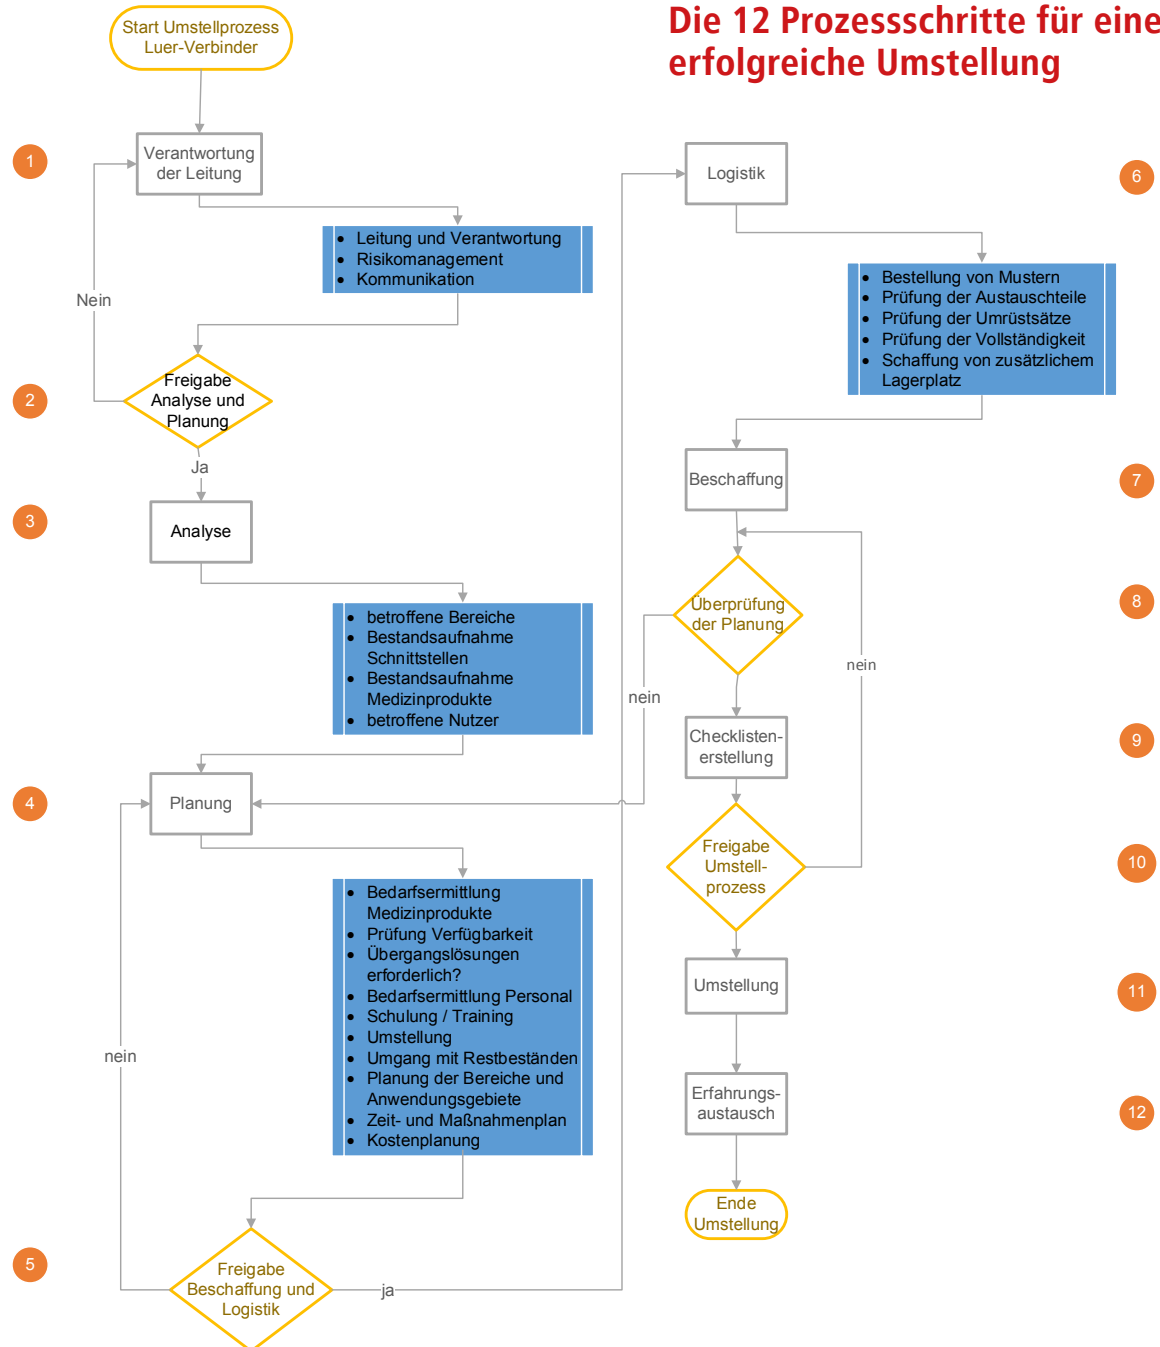 Die 12 Prozessschritte für eine
erfolgreiche Umstellung
Start Umstellprozess
Luer-Verbinder
1
Verantwortung
der Leitung
• Leitung und Verantwortung
• Risikomanagement
• Kommunikation
Nein
2
Freigabe
Analyse und
Planung
Ja
3
Analyse
• betroffene Bereiche
• Bestandsaufnahme
Schnittstellen
• Bestandsaufnahme
Medizinprodukte
• betroffene Nutzer
4
Planung
• Bedarfsermittlung
Medizinprodukte
• Prüfung Verfügbarkeit
• Übergangslösungen
erforderlich?
• Bedarfsermittlung Personal
• Schulung / Training
• Umstellung
• Umgang mit Restbeständen
• Planung der Bereiche und
Anwendungsgebiete
• Zeit- und Maßnahmenplan
• Kostenplanung
nein
5
Freigabe
Beschaffung und
Logistik
ja
Logistik
6
• Bestellung von Mustern
• Prüfung der Austauschteile
• Prüfung der Umrüstsätze
• Prüfung der Vollständigkeit
• Schaffung von zusätzlichem
Lagerplatz
Beschaffung
7
Überprüfung
der Planung
8
nein
nein
Checklisten-
erstellung
9
Freigabe
Umstell-
prozess
10
Umstellung
11
Erfahrungs-
austausch
12
Ende
Umstellung